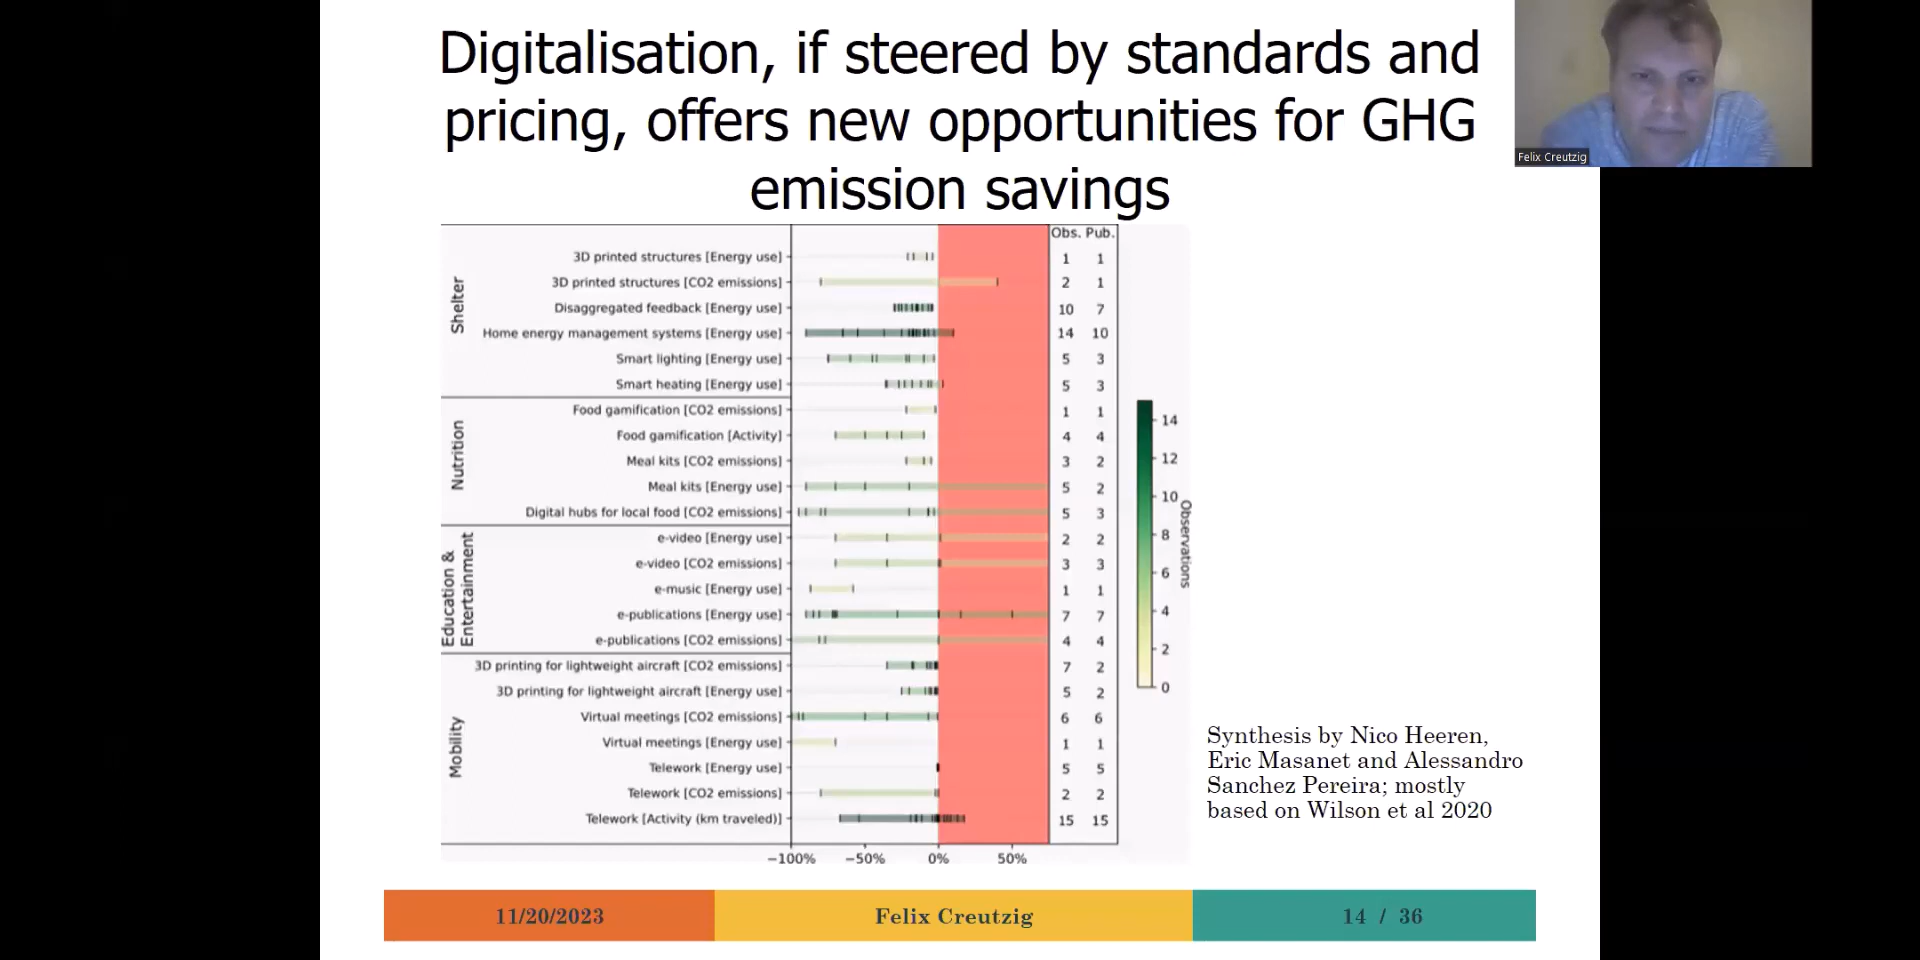 Digitalisation, if steered by standards and
pricing, offers new opportunities for GHG
emission savings
Felix Creutzig
Obs. Pub.
Shelter
3D printed structures [Energy use] 1 1
3D printed structures [CO2 emissions] 2 1
Disaggregated feedback [Energy use] 10 7
Home energy management systems [Energy use] 14 10
Smart lighting [Energy use] 5 3
Smart heating [Energy use] 5 3
Nutrition
Food gamification [CO2 emissions] 1 1
Food gamification [Activity] 4 4
Meal kits [CO2 emissions] 3 2
Meal kits [Energy use] 5 2
Digital hubs for local food [CO2 emissions] 5 3
Education &
Entertainment
e-video [Energy use] 2 2
e-video [CO2 emissions] 3 3
e-music [Energy use] 1 1
e-publications [Energy use] 7 7
e-publications [CO2 emissions] 4 4
Mobility
3D printing for lightweight aircraft [CO2 emissions] 7 2
3D printing for lightweight aircraft [Energy use] 5 2
Virtual meetings [CO2 emissions] 6 6
Virtual meetings [Energy use] 1 1
Telework [Energy use] 5 5
Telework [CO2 emissions] 2 2
Telework [Activity (km traveled)] 15 15
−100% −50% 0% 50%
14
12
10
8
6
4
2
0
Observations
Synthesis by Nico Heeren,
Eric Masanet and Alessandro
Sanchez Pereira; mostly
based on Wilson et al 2020
11/20/2023
Felix Creutzig
14 / 36